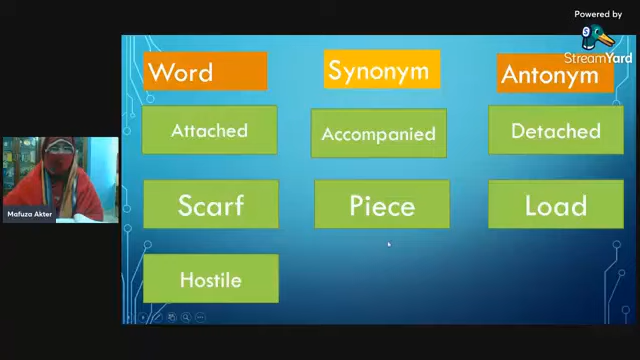 Powered by
StreamYard
Word Synonym Antonym
Attached Accompanied Detached
Scarf Piece Load
Hostile
Mafuza Akter